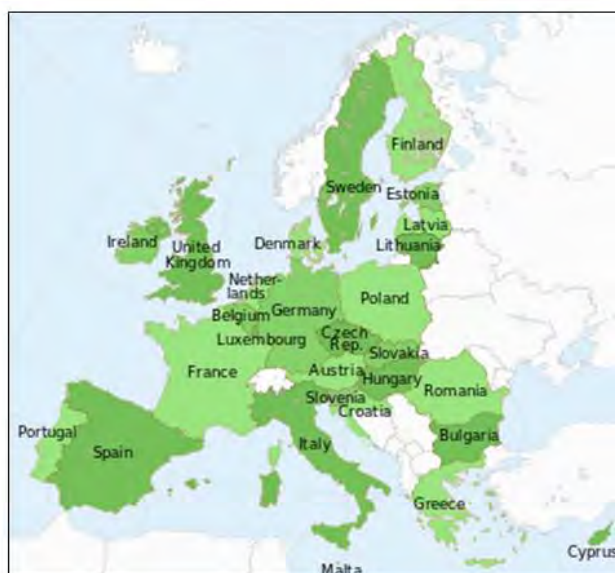 Finland
Sweden
Estonia
Latvia
Lithuania
Ireland
United
Kingdom
Denmark
Nether-
lands
Belgium
Luxembourg
Germany
Poland
Czech
Rep.
Slovakia
France
Austria
Hungary
Romania
Slovenia
Croatia
Portugal
Spain
Italy
Bulgaria
Greece
Cyprus
Malta